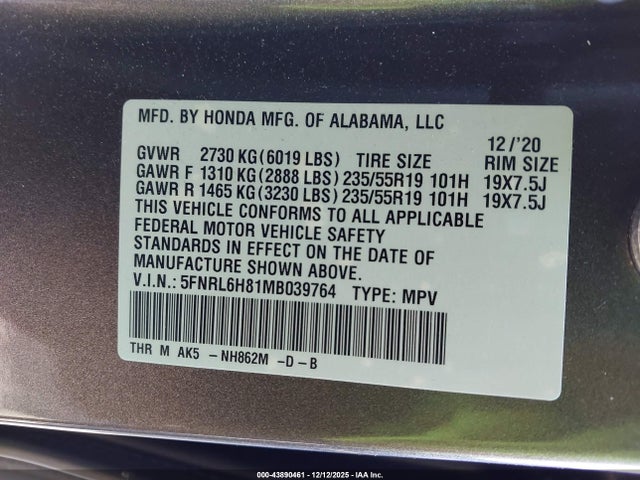 MFD. BY HONDA MFG. OF ALABAMA, LLC
12/'20
GVWR 2730 KG(6019 LBS) TIRE SIZE RIM SIZE
GAWR F 1310 KG(2888 LBS) 235/55R19 101H 19X7.5J
GAWR R 1465 KG(3230 LBS) 235/55R19 101H 19X7.5J
THIS VEHICLE CONFORMS TO ALL APPLICABLE
FEDERAL MOTOR VEHICLE SAFETY
STANDARDS IN EFFECT ON THE DATE OF
MANUFACTURE SHOWN ABOVE.
V.I.N.: 5FNRL6H81MB039764 TYPE: MPV
THR M AK5 -NH862M -D-B
000-43890461 - 12/12/2025 - IAA Inc.